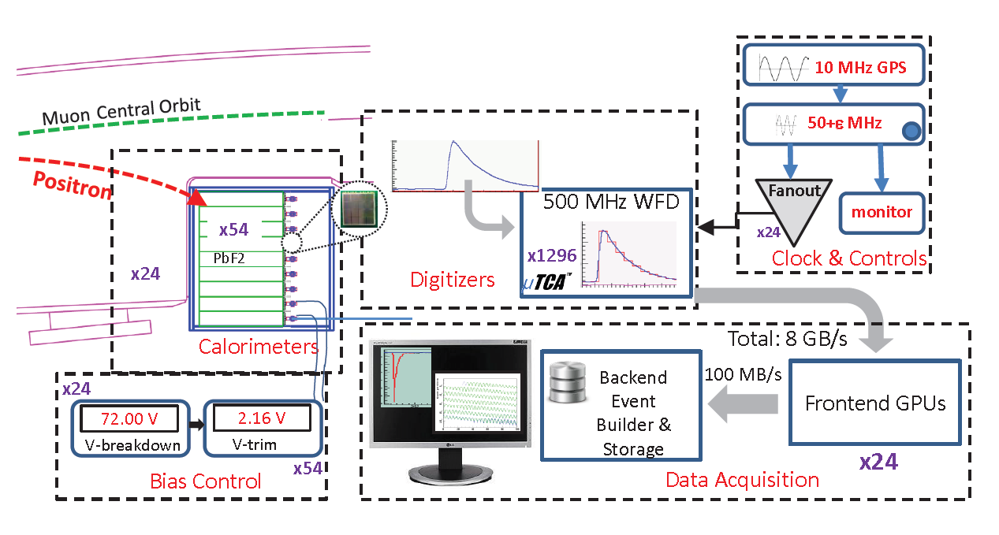 10 MHz GPS
50+ε MHz
Fanout
x24
monitor
Clock & Controls
Muon Central Orbit
Positron
x54
PbF2
x24
Calorimeters
500 MHz WFD
x1296
μTCA™
Digitizers
x24
72.00 V
V-breakdown
2.16 V
V-trim
x54
Bias Control
Total: 8 GB/s
100 MB/s
Backend
Event
Builder &
Storage
Frontend GPUs
x24
Data Acquisition